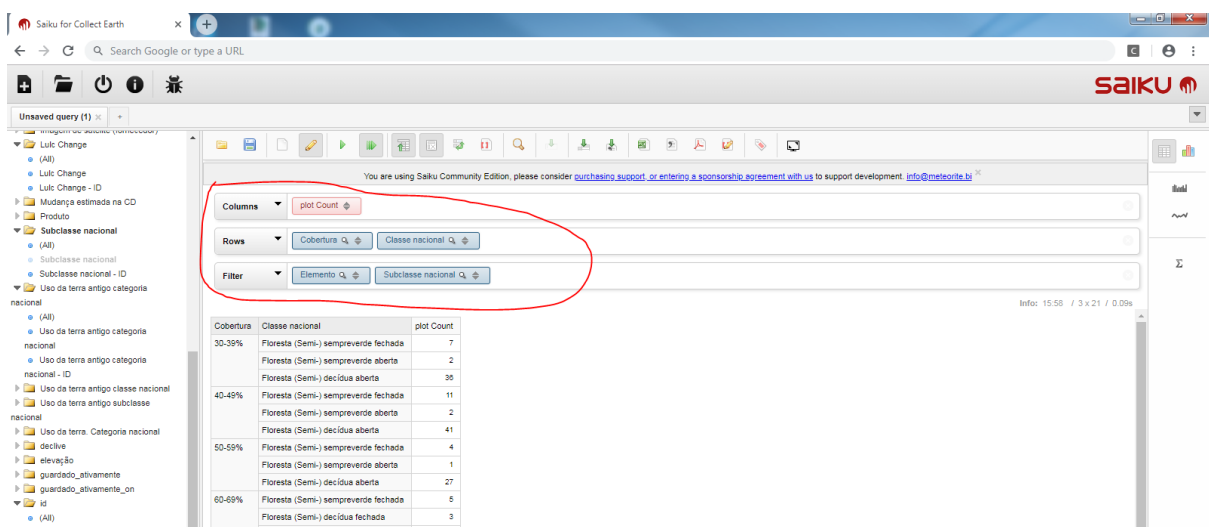 Saiku for Collect Earth
Search Google or type a URL
saiku
Unsaved query (1)
Imagem de satélite (fornecedor)
Lulc Change
(All)
Lulc Change
Lulc Change - ID
Mudança estimada na CD
Produto
Subclasse nacional
(All)
Subclasse nacional
Subclasse nacional - ID
Uso da terra antigo categoria
nacional
(All)
Uso da terra antigo categoria
nacional
Uso da terra antigo categoria
nacional - ID
Uso da terra antigo classe nacional
Uso da terra antigo subclasse
nacional
Uso da terra. Categoria nacional
declive
elevação
guardado_ativamente
guardado_ativamente_on
id
(All)
You are using Saiku Community Edition, please consider purchasing support, or entering a sponsorship agreement with us to support development. info@meteorite.bi
Columns plot Count
Rows Cobertura Classe nacional
Filter Elemento Subclasse nacional
Info: 15:58 / 3 x 21 / 0.09s
Cobertura Classe nacional plot Count
30-39% Floresta (Semi-) sempreverde fechada 7
Floresta (Semi-) sempreverde aberta 2
Floresta (Semi-) decídua aberta 36
40-49% Floresta (Semi-) sempreverde fechada 11
Floresta (Semi-) sempreverde aberta 2
Floresta (Semi-) decídua aberta 41
50-59% Floresta (Semi-) sempreverde fechada 4
Floresta (Semi-) sempreverde aberta 1
Floresta (Semi-) decídua aberta 27
60-69% Floresta (Semi-) sempreverde fechada 5
Floresta (Semi-) decídua fechada 3
Σ